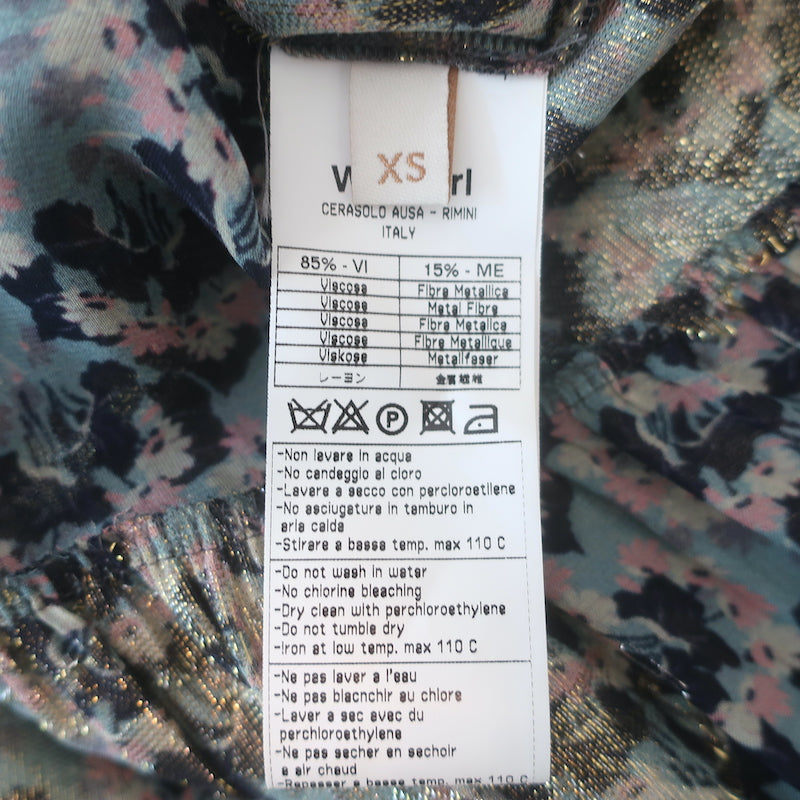 XS
CERASOLO AUSA - RIMINI
ITALY
85% - VI 15% - ME
Viscosa Fibra Metallica
Viscose Metal Fibre
Viscosa Fibra Metalica
Viscose Fibre Metallique
Viskose Metallfaser
レーヨン 金属繊維
P
-Non lavare in acqua
-No candeggio al cloro
-Lavare a secco con percloroetilene
-No asciugatura in tamburo in
aria calda
-Stirare a bassa temp. max 110 C
-Do not wash in water
-No chlorine bleaching
-Dry clean with perchloroethylene
-Do not tumble dry
-Iron at low temp. max 110 C
-Ne pas laver a l'eau
-Ne pas blacnchir au chlore
-Laver a sec avec du
perchloroethylene
-Ne pas secher en sechoir
a air chaud
-Repasser a basse temp. max 110 C